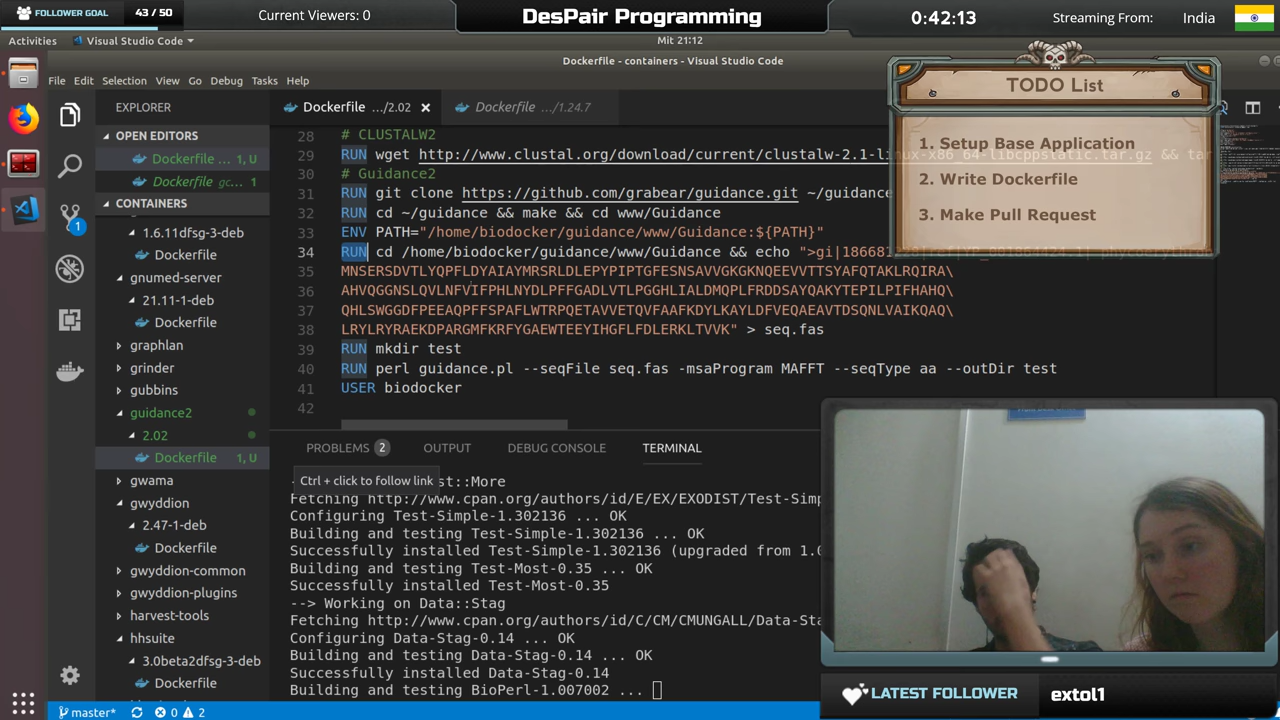 FOLLOWER GOAL
43 / 50
Current Viewers: 0
DesPair Programming
0:42:13
Streaming From:
India
Activities
Visual Studio Code
Mit 21:12
Dockerfile - containers - Visual Studio Code
File Edit Selection View Go Debug Tasks Help
TODO List
1. Setup Base Application
2. Write Dockerfile
3. Make Pull Request
EXPLORER
OPEN EDITORS
Dockerfile ... 1, U
Dockerfile gc... 1
CONTAINERS
1.6.11dfsg-3-deb
Dockerfile
gnumed-server
21.11-1-deb
Dockerfile
graphlan
grinder
gubbins
guidance2
2.02
Dockerfile 1, U
gwama
gwyddion
2.47-1-deb
Dockerfile
gwyddion-common
gwyddion-plugins
harvest-tools
hhsuite
3.0beta2dfsg-3-deb
Dockerfile
1
Dockerfile .../2.02
Dockerfile .../1.24.7
28 # CLUSTALW2
29 RUN wget http://www.clustal.org/download/current/clustalw-2.1-linux-x86_64-libcppstatic.tar.gz && tar
30 # Guidance2
31 RUN git clone https://github.com/grabear/guidance.git ~/guidance
32 RUN cd ~/guidance && make && cd www/Guidance
33 ENV PATH="/home/biodocker/guidance/www/Guidance:${PATH}"
34 RUN cd /home/biodocker/guidance/www/Guidance && echo ">gi|
35 MNSERSDVTLYQPFLDYAIAYMRSRLDLEPYPIPTGFESNSAVVGKGKNQEEVVTTSYAFQTAKLRQIRA\
36 AHVQGGNSLQVLNFVIFPHLNYDLPFFGADLVTLPGGHLIALDMQPLFRDDSAYQAKYTEPILPIFHAHQ\
37 QHLSWGGDFPEEAQPFFSPAFLWTRPQETAVVETQVFAAFKDYLKAYLDFVEQAEAVTDSQNLVAIKQAQ\
38 LRYLRYRAEKDPARGMFKRFYGAEWTEEYIHGFLFDLERKLTVVK" > seq.fas
39 RUN mkdir test
40 RUN perl guidance.pl --seqFile seq.fas -msaProgram MAFFT --seqType aa --outDir test
41 USER biodocker
42
PROBLEMS 2 OUTPUT DEBUG CONSOLE TERMINAL
Ctrl + click to follow link
st::More
Fetching http://www.cpan.org/authors/id/E/EX/EXODIST/Test-Simp
Configuring Test-Simple-1.302136 ... OK
Building and testing Test-Simple-1.302136 ... OK
Successfully installed Test-Simple-1.302136 (upgraded from 1.0
Building and testing Test-Most-0.35 ... OK
Successfully installed Test-Most-0.35
--> Working on Data::Stag
Fetching http://www.cpan.org/authors/id/C/CM/CMUNGALL/Data-Sta
Configuring Data-Stag-0.14 ... OK
Building and testing Data-Stag-0.14 ... OK
Successfully installed Data-Stag-0.14
Building and testing BioPerl-1.007002 ...
master* 0 2
LATEST FOLLOWER
extol1